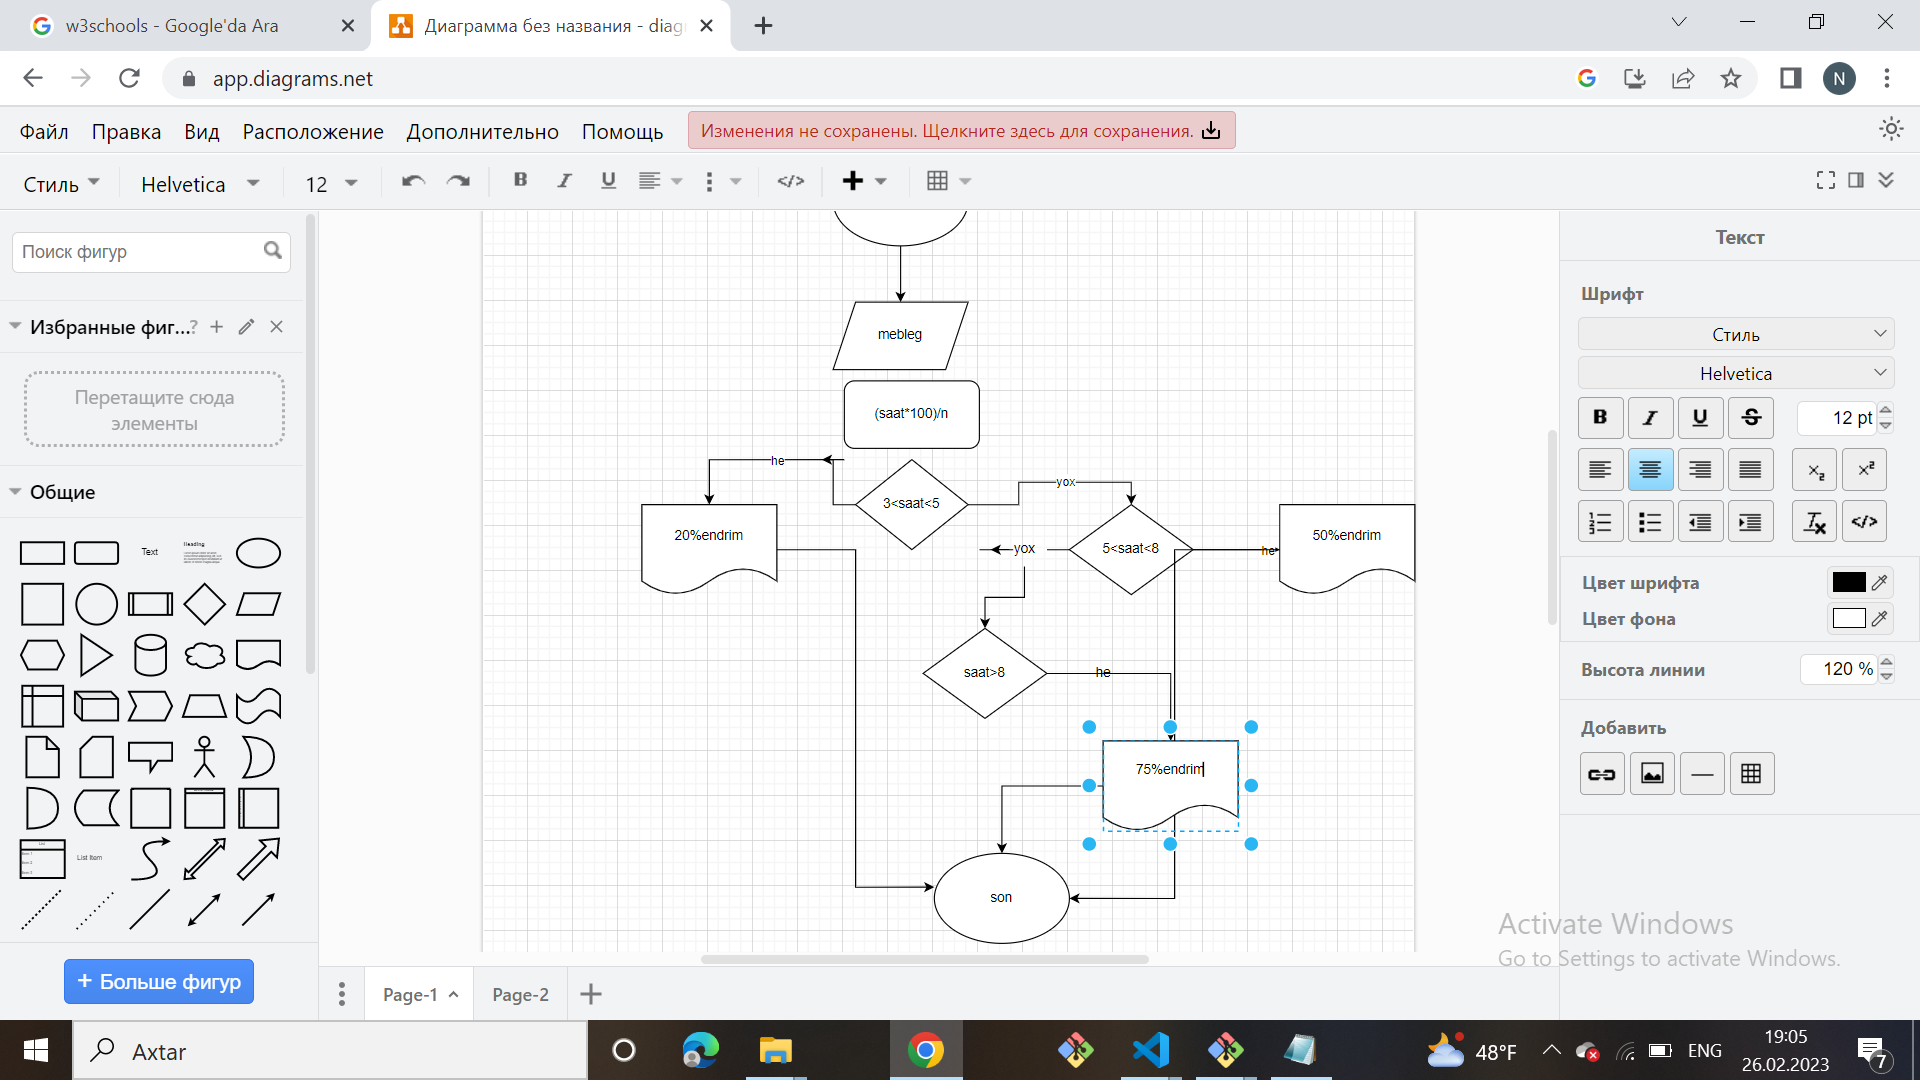 w3schools - Google'da Ara
Диаграмма без названия - diag
app.diagrams.net
N
Файл Правка Вид Расположение Дополнительно Помощь
Изменения не сохранены. Щелкните здесь для сохранения.
Стиль Helvetica 12 B I U
Поиск фигур
Избранные фиг...? + 
Перетащите сюда
элементы
Общие
Text
Heading
List Item
+ Больше фигур
mebleg
(saat*100)/n
he
3<saat<5
yox
20%endrim
yox
5<saat<8
he
50%endrim
saat>8
he
75%endrim
son
Page-1
Page-2
Текст
Шрифт
Стиль
Helvetica
B I U S 12 pt
Цвет шрифта
Цвет фона
Высота линии 120 %
Добавить
Activate Windows
Go to Settings to activate Windows.
Axtar
48°F
ENG
19:05
26.02.2023
7